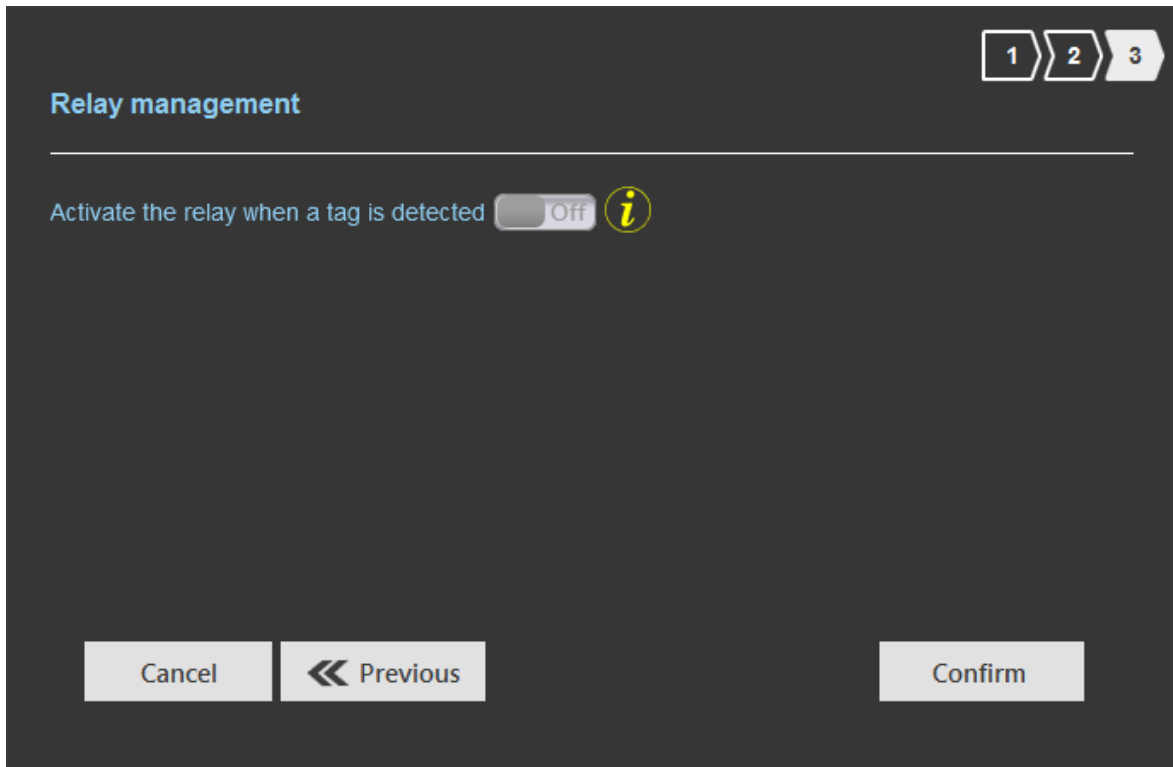 1 2 3
Relay management
Activate the relay when a tag is detected Off i
Cancel Previous Confirm